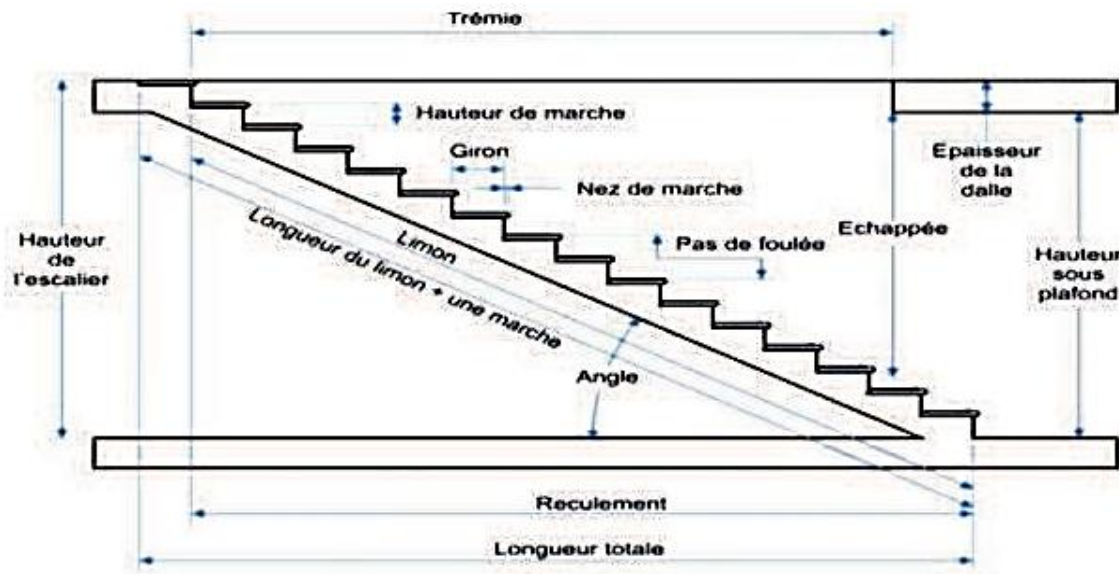 Trémie
Hauteur de marche
Giron
Nez de marche
Epaisseur
de la
dalle
Echappée
Hauteur
de
l'escalier
Limon
Longueur du limon + une marche
Pas de foulée
Hauteur
sous
plafond
Angle
Reculement
Longueur totale